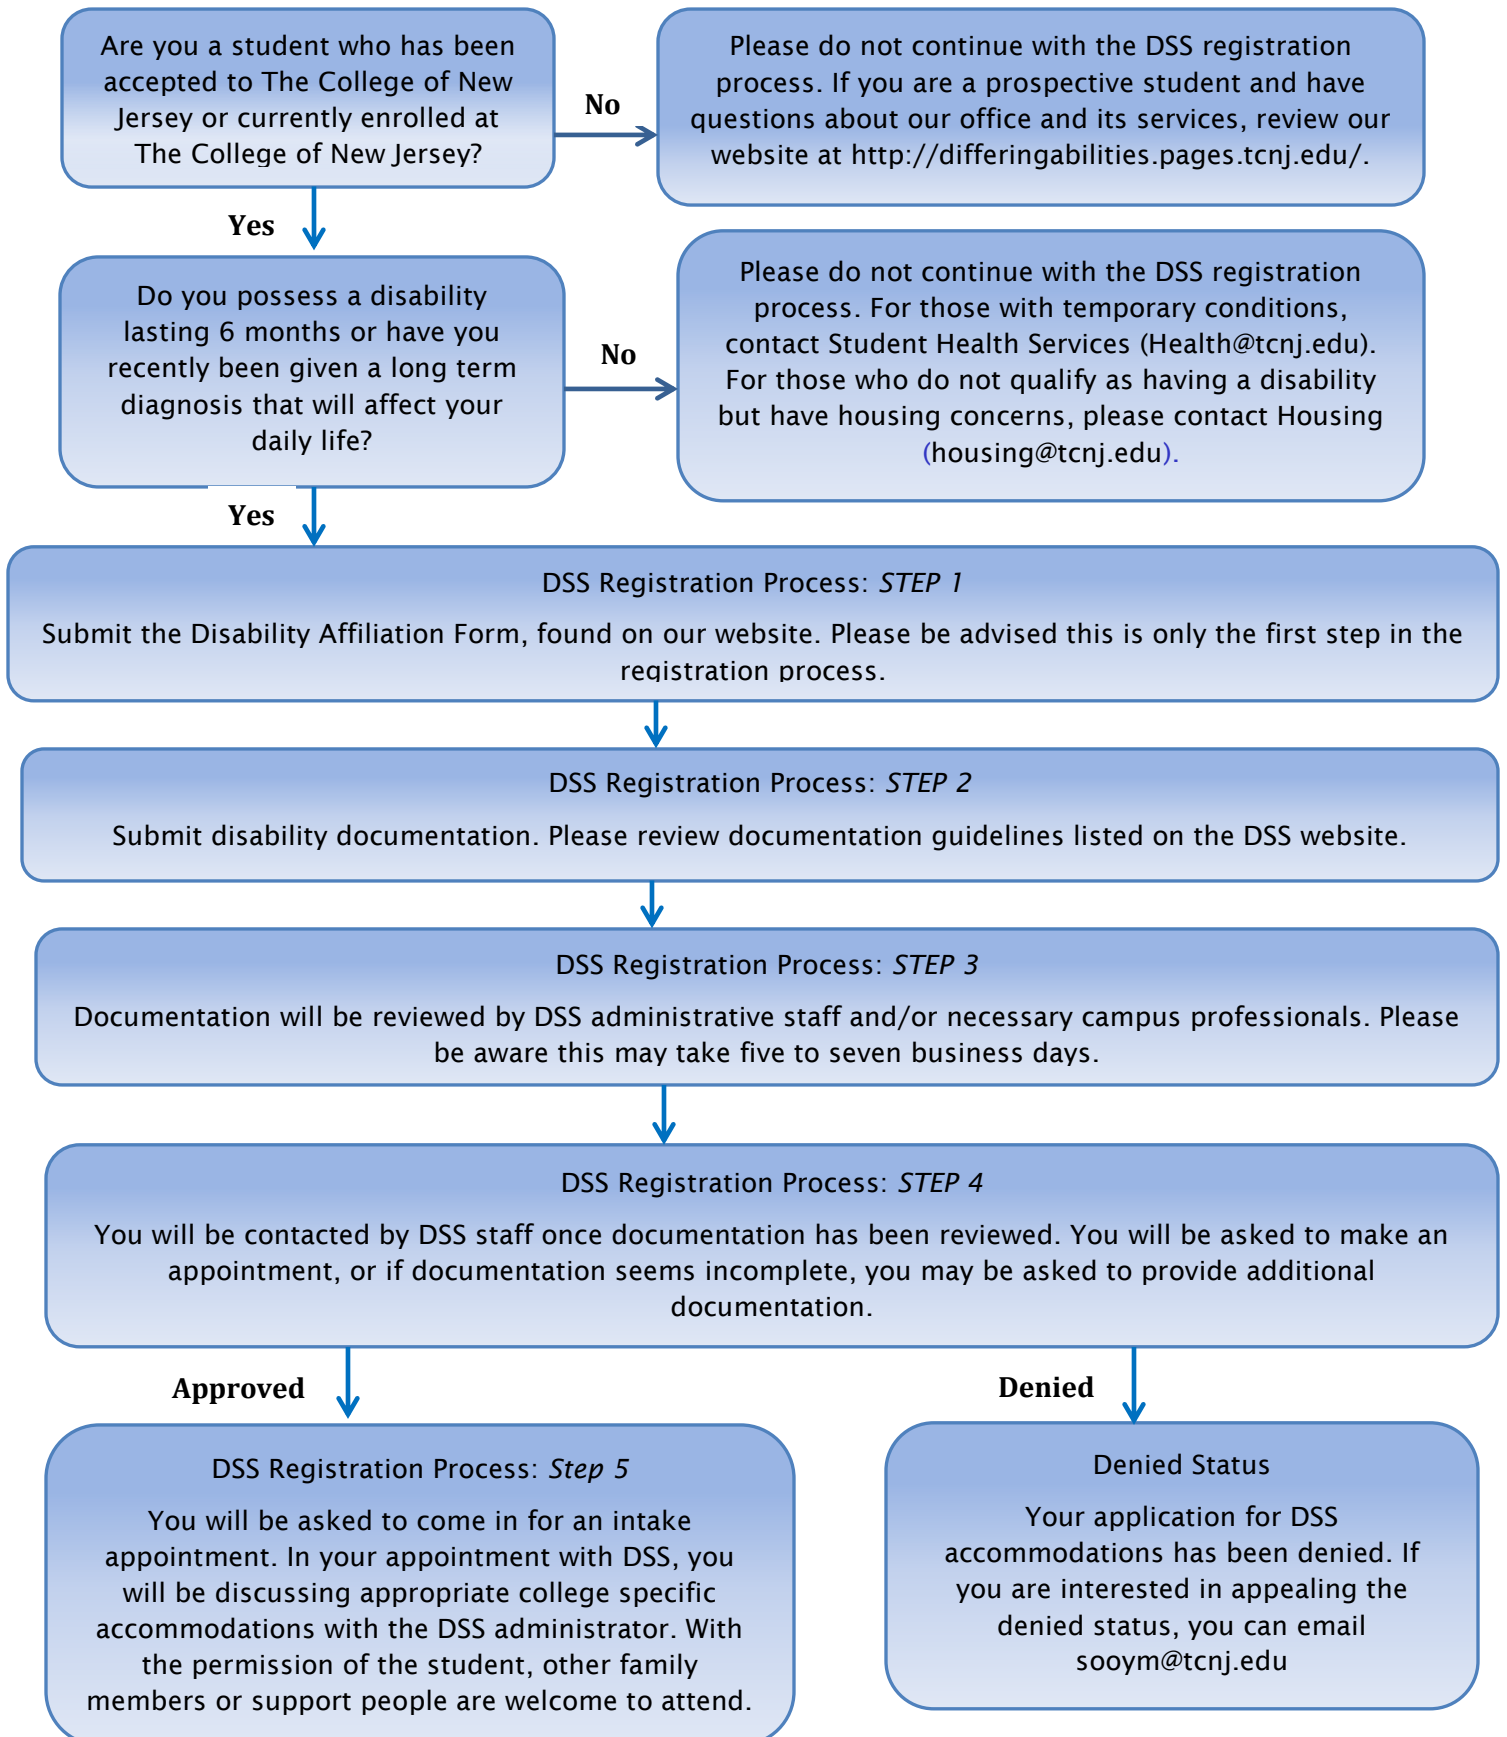 Are you a student who has been
accepted to The College of New
Jersey or currently enrolled at
The College of New Jersey?
No
Please do not continue with the DSS registration
process. If you are a prospective student and have
questions about our office and its services, review our
website at http://differingabilities.pages.tcnj.edu/.
Yes
Do you possess a disability
lasting 6 months or have you
recently been given a long term
diagnosis that will affect your
daily life?
No
Please do not continue with the DSS registration
process. For those with temporary conditions,
contact Student Health Services (Health@tcnj.edu).
For those who do not qualify as having a disability
but have housing concerns, please contact Housing
(housing@tcnj.edu).
Yes
DSS Registration Process: STEP 1
Submit the Disability Affiliation Form, found on our website. Please be advised this is only the first step in the
registration process.
DSS Registration Process: STEP 2
Submit disability documentation. Please review documentation guidelines listed on the DSS website.
DSS Registration Process: STEP 3
Documentation will be reviewed by DSS administrative staff and/or necessary campus professionals. Please
be aware this may take five to seven business days.
DSS Registration Process: STEP 4
You will be contacted by DSS staff once documentation has been reviewed. You will be asked to make an
appointment, or if documentation seems incomplete, you may be asked to provide additional
documentation.
Approved
Denied
DSS Registration Process: Step 5
You will be asked to come in for an intake
appointment. In your appointment with DSS, you
will be discussing appropriate college specific
accommodations with the DSS administrator. With
the permission of the student, other family
members or support people are welcome to attend.
Denied Status
Your application for DSS
accommodations has been denied. If
you are interested in appealing the
denied status, you can email
sooym@tcnj.edu